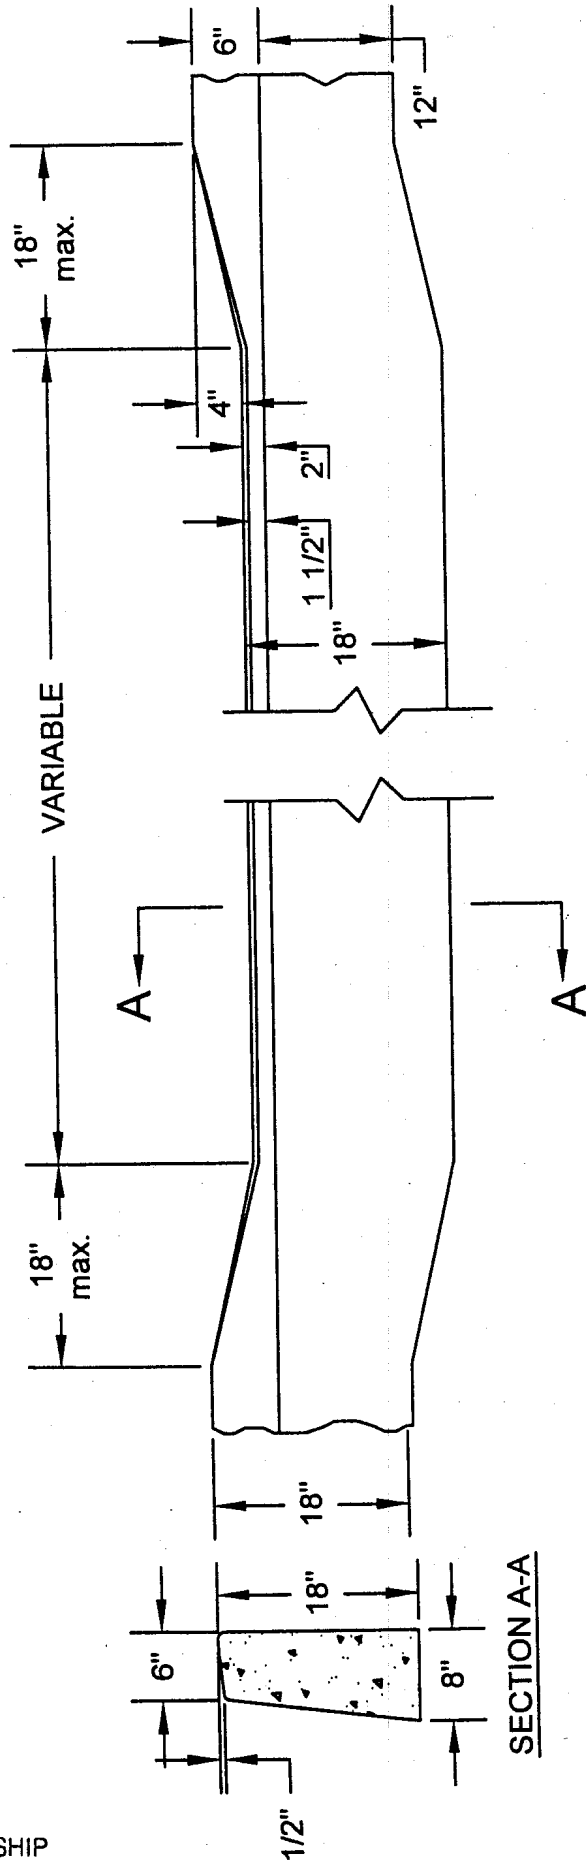 18"
max.
VARIABLE
18"
max.
6"
4"
2"
1 1/2"
18"
12"
A
A
18"
6"
18"
8"
1/2"
SECTION A-A
SHIP